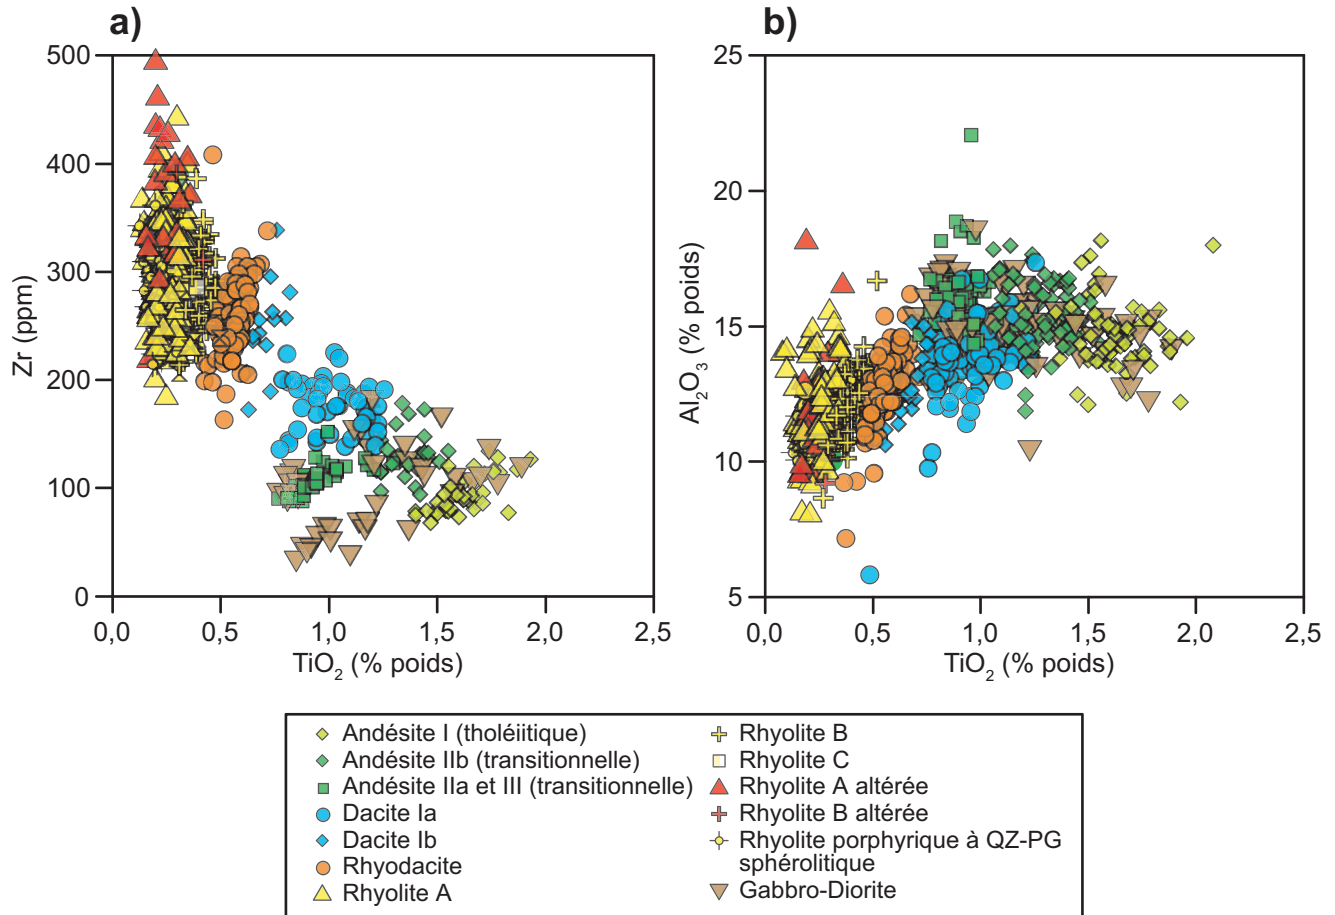 a)
b)
500
400
300
200
100
0
Zr (ppm)
0,0 0,5 1,0 1,5 2,0 2,5
TiO2 (% poids)
25
20
15
10
5
Al2O3 (% poids)
0,0 0,5 1,0 1,5 2,0 2,5
TiO2 (% poids)
Andésite I (tholéiitique)
Andésite IIb (transitionnelle)
Andésite IIa et III (transitionnelle)
Dacite Ia
Dacite Ib
Rhyodacite
Rhyolite A
Rhyolite B
Rhyolite C
Rhyolite A altérée
Rhyolite B altérée
Rhyolite porphyrique à QZ-PG
sphérolitique
Gabbro-Diorite